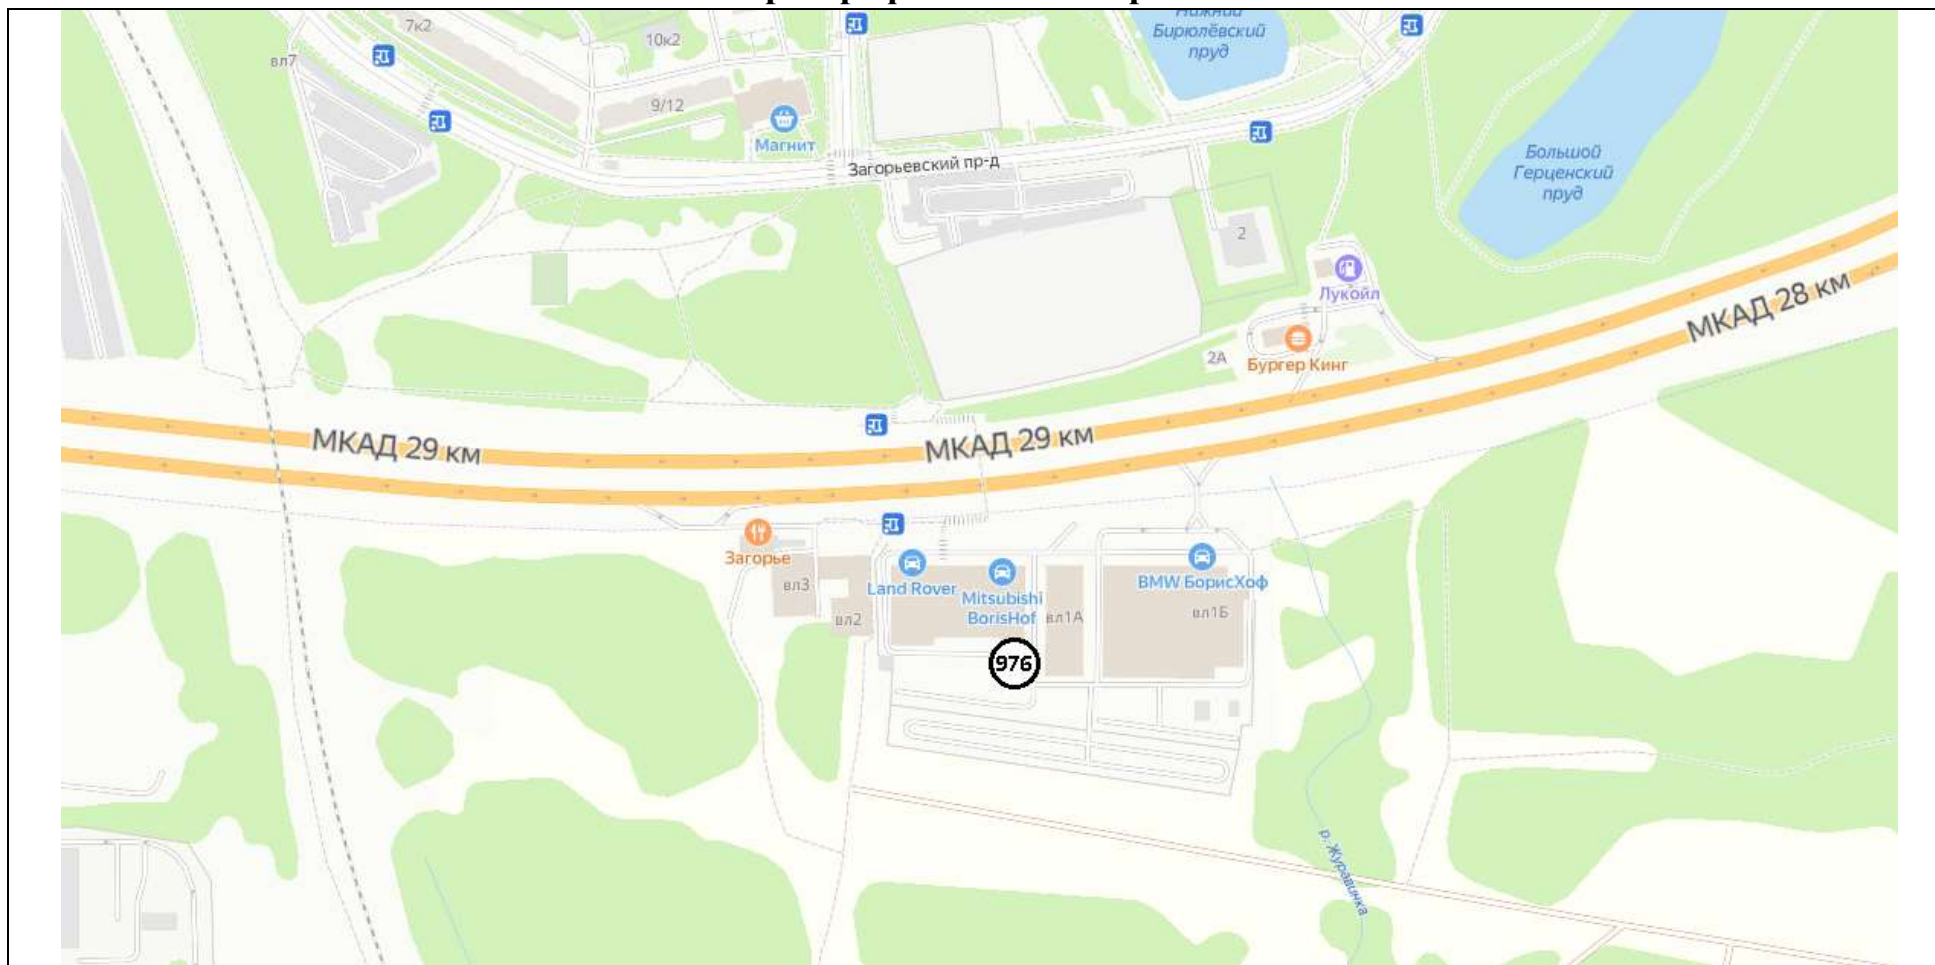 7к2
10к2
вл7
Нижний
Бирюлёвский
пруд
9/12
Магнит
Загорьевский пр-д
Большой
Герценский
пруд
2
Лукойл
МКАД 28 км
2А
Бургер Кинг
МКАД 29 км
МКАД 29 км
Загорье
вл3
вл2
Land Rover
Mitsubishi
BorisHof
вл1А
BMW БорисХоф
вл1Б
976
р. Журавинка